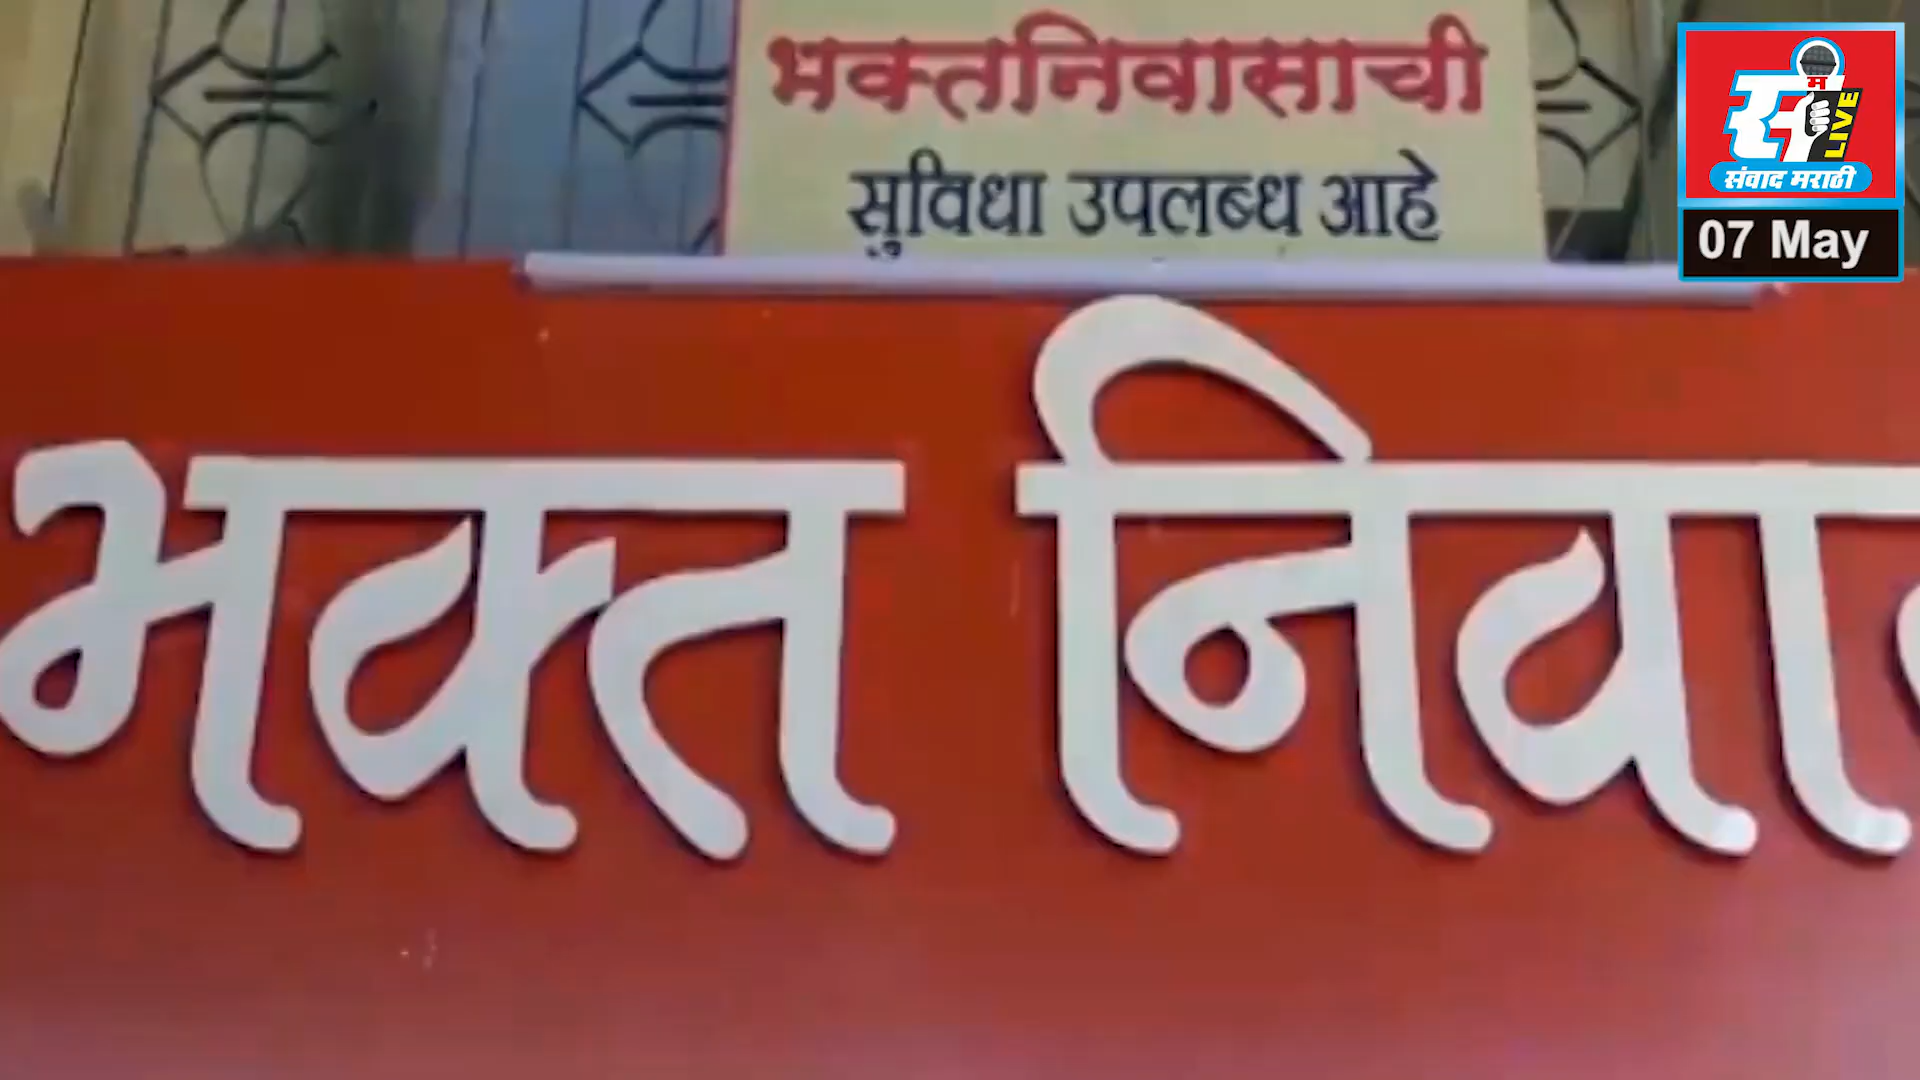 भक्तनिवासाची
सुविधा उपलब्ध आहे
भक्त निवा
स
म
LIVE
संवाद मराठी
07 May